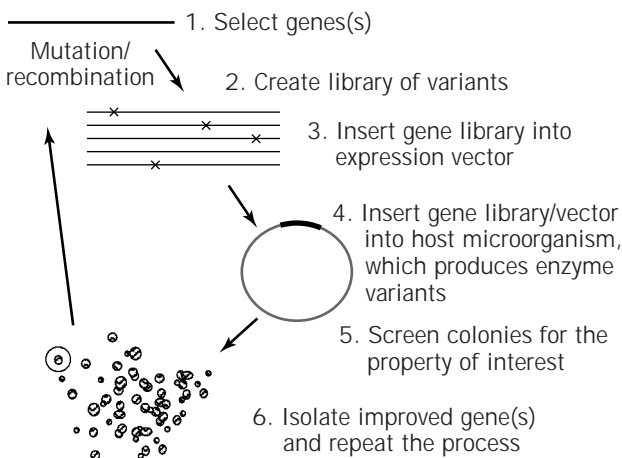 1. Select genes(s)
Mutation/
recombination
2. Create library of variants
3. Insert gene library into
expression vector
4. Insert gene library/vector
into host microorganism,
which produces enzyme
variants
5. Screen colonies for the
property of interest
6. Isolate improved gene(s)
and repeat the process